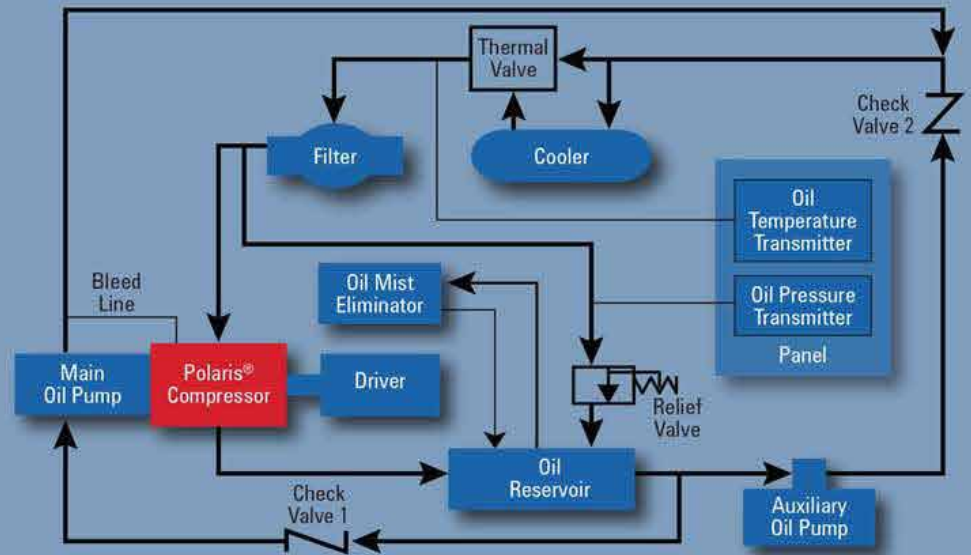 Thermal
Valve
Check
Valve 2
Filter
Cooler
Oil
Temperature
Transmitter
Bleed
Line
Oil Mist
Eliminator
Oil Pressure
Transmitter
Panel
Main
Oil Pump
Polaris®
Compressor
Driver
Relief
Valve
Oil
Reservoir
Check
Valve 1
Auxiliary
Oil Pump